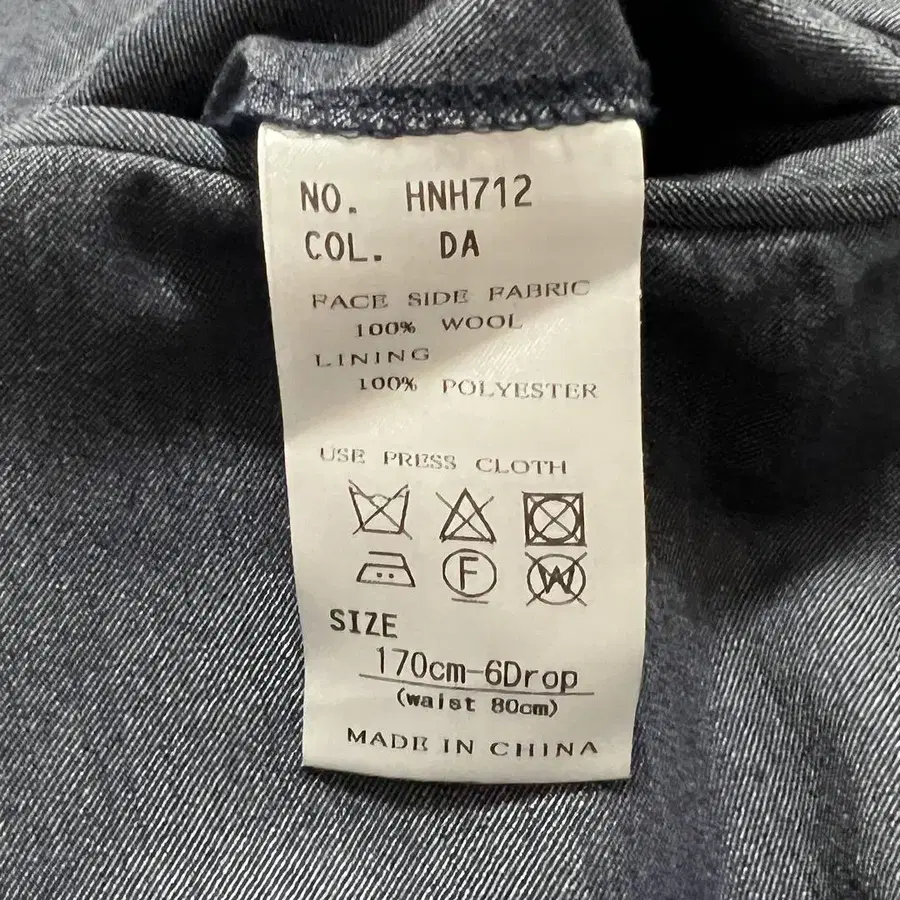 NO. HNH712
COL. DA
FACE SIDE FABRIC
100% WOOL
LINING
100% POLYESTER
USE PRESS CLOTH
F W
SIZE
170cm-6Drop
(waist 80cm)
MADE IN CHINA